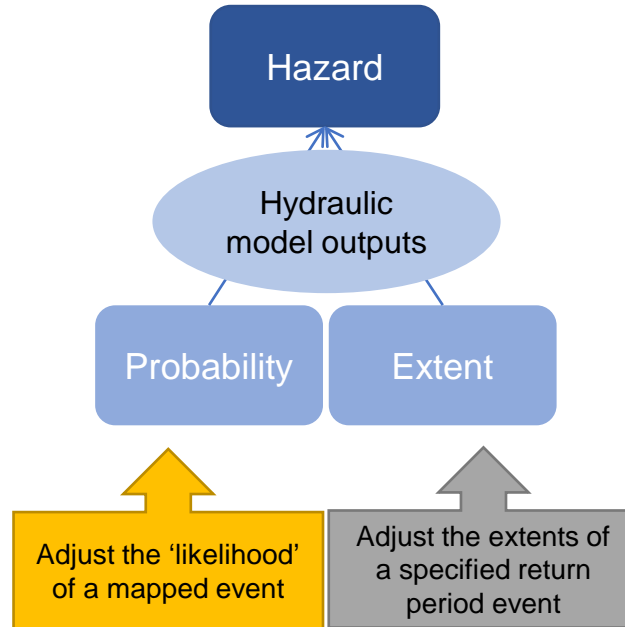 Hazard
Hydraulic
model outputs
Probability
Extent
Adjust the ‘likelihood’
of a mapped event
Adjust the extents of
a specified return
period event